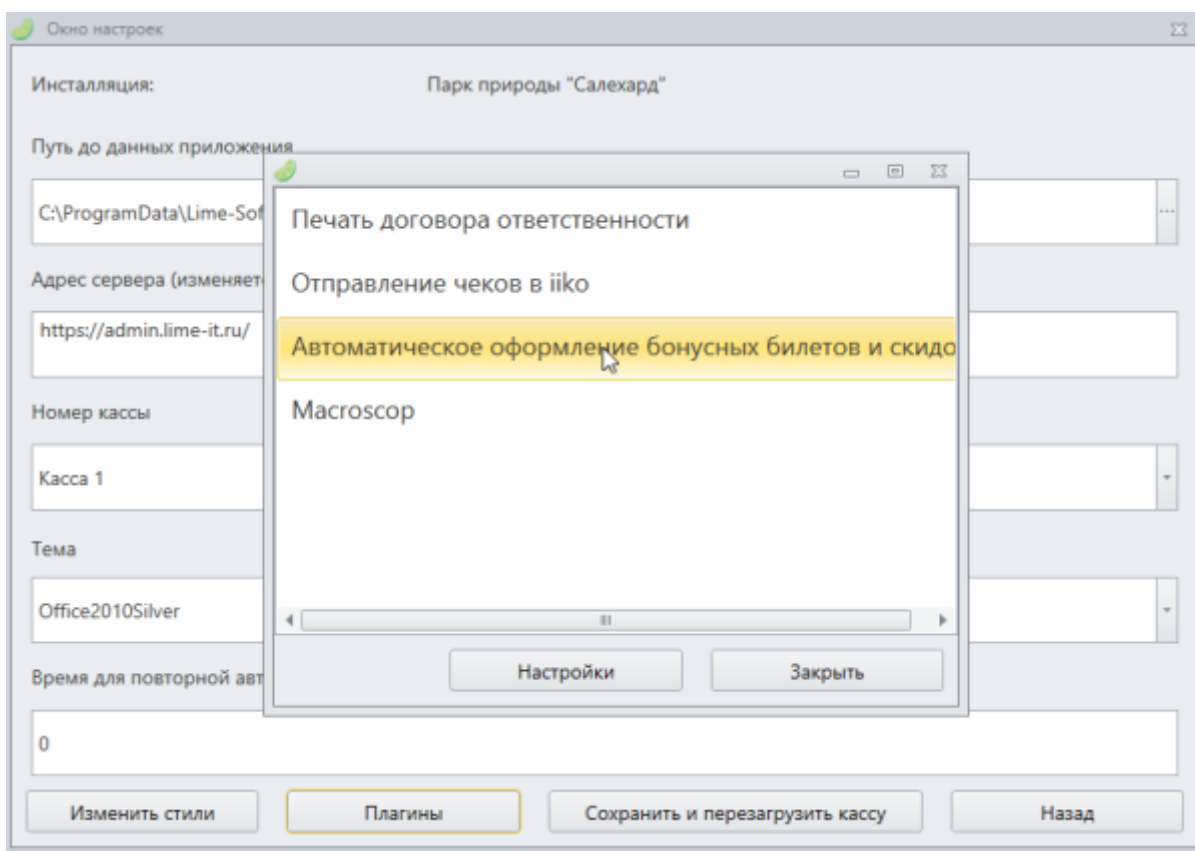 Окно настроек
Инсталляция: Парк природы "Салехард"
Путь до данных приложения
C:\ProgramData\Lime-Sof
...
Адрес сервера (изменяет
https://admin.lime-it.ru/
Номер кассы
Касса 1
Тема
Office2010Silver
Время для повторной авт
0
Печать договора ответственности
Отправление чеков в iiko
Автоматическое оформление бонусных билетов и скидо
Macroscop
Настройки Закрыть
Изменить стили Плагины Сохранить и перезагрузить кассу Назад